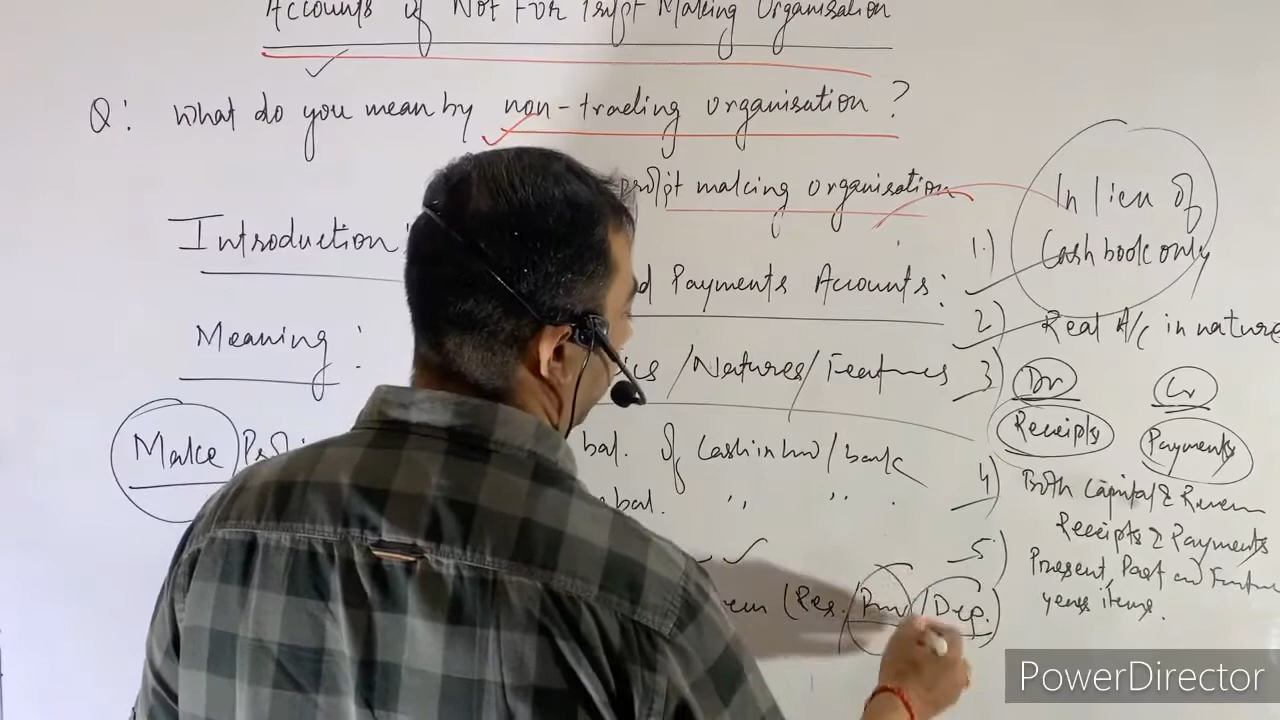 Accounts of Not For Profit Making Organisation
Q: What do you mean by non-trading organisation?
profit making organisation
Introduction
d Payments Accounts:
Meaning:
ics/Natures/Features
Make
bal. of Cash in hand/bank
bal. " " .
(Res./Prov/Dep.)
1) In lieu of
Cash book only
2) Real A/c in nature
3) Dr Cr
Receipts Payments
4) Both Capital & Revenue
Receipts & Payments
5) Present, Past and Future
years items.
PowerDirector